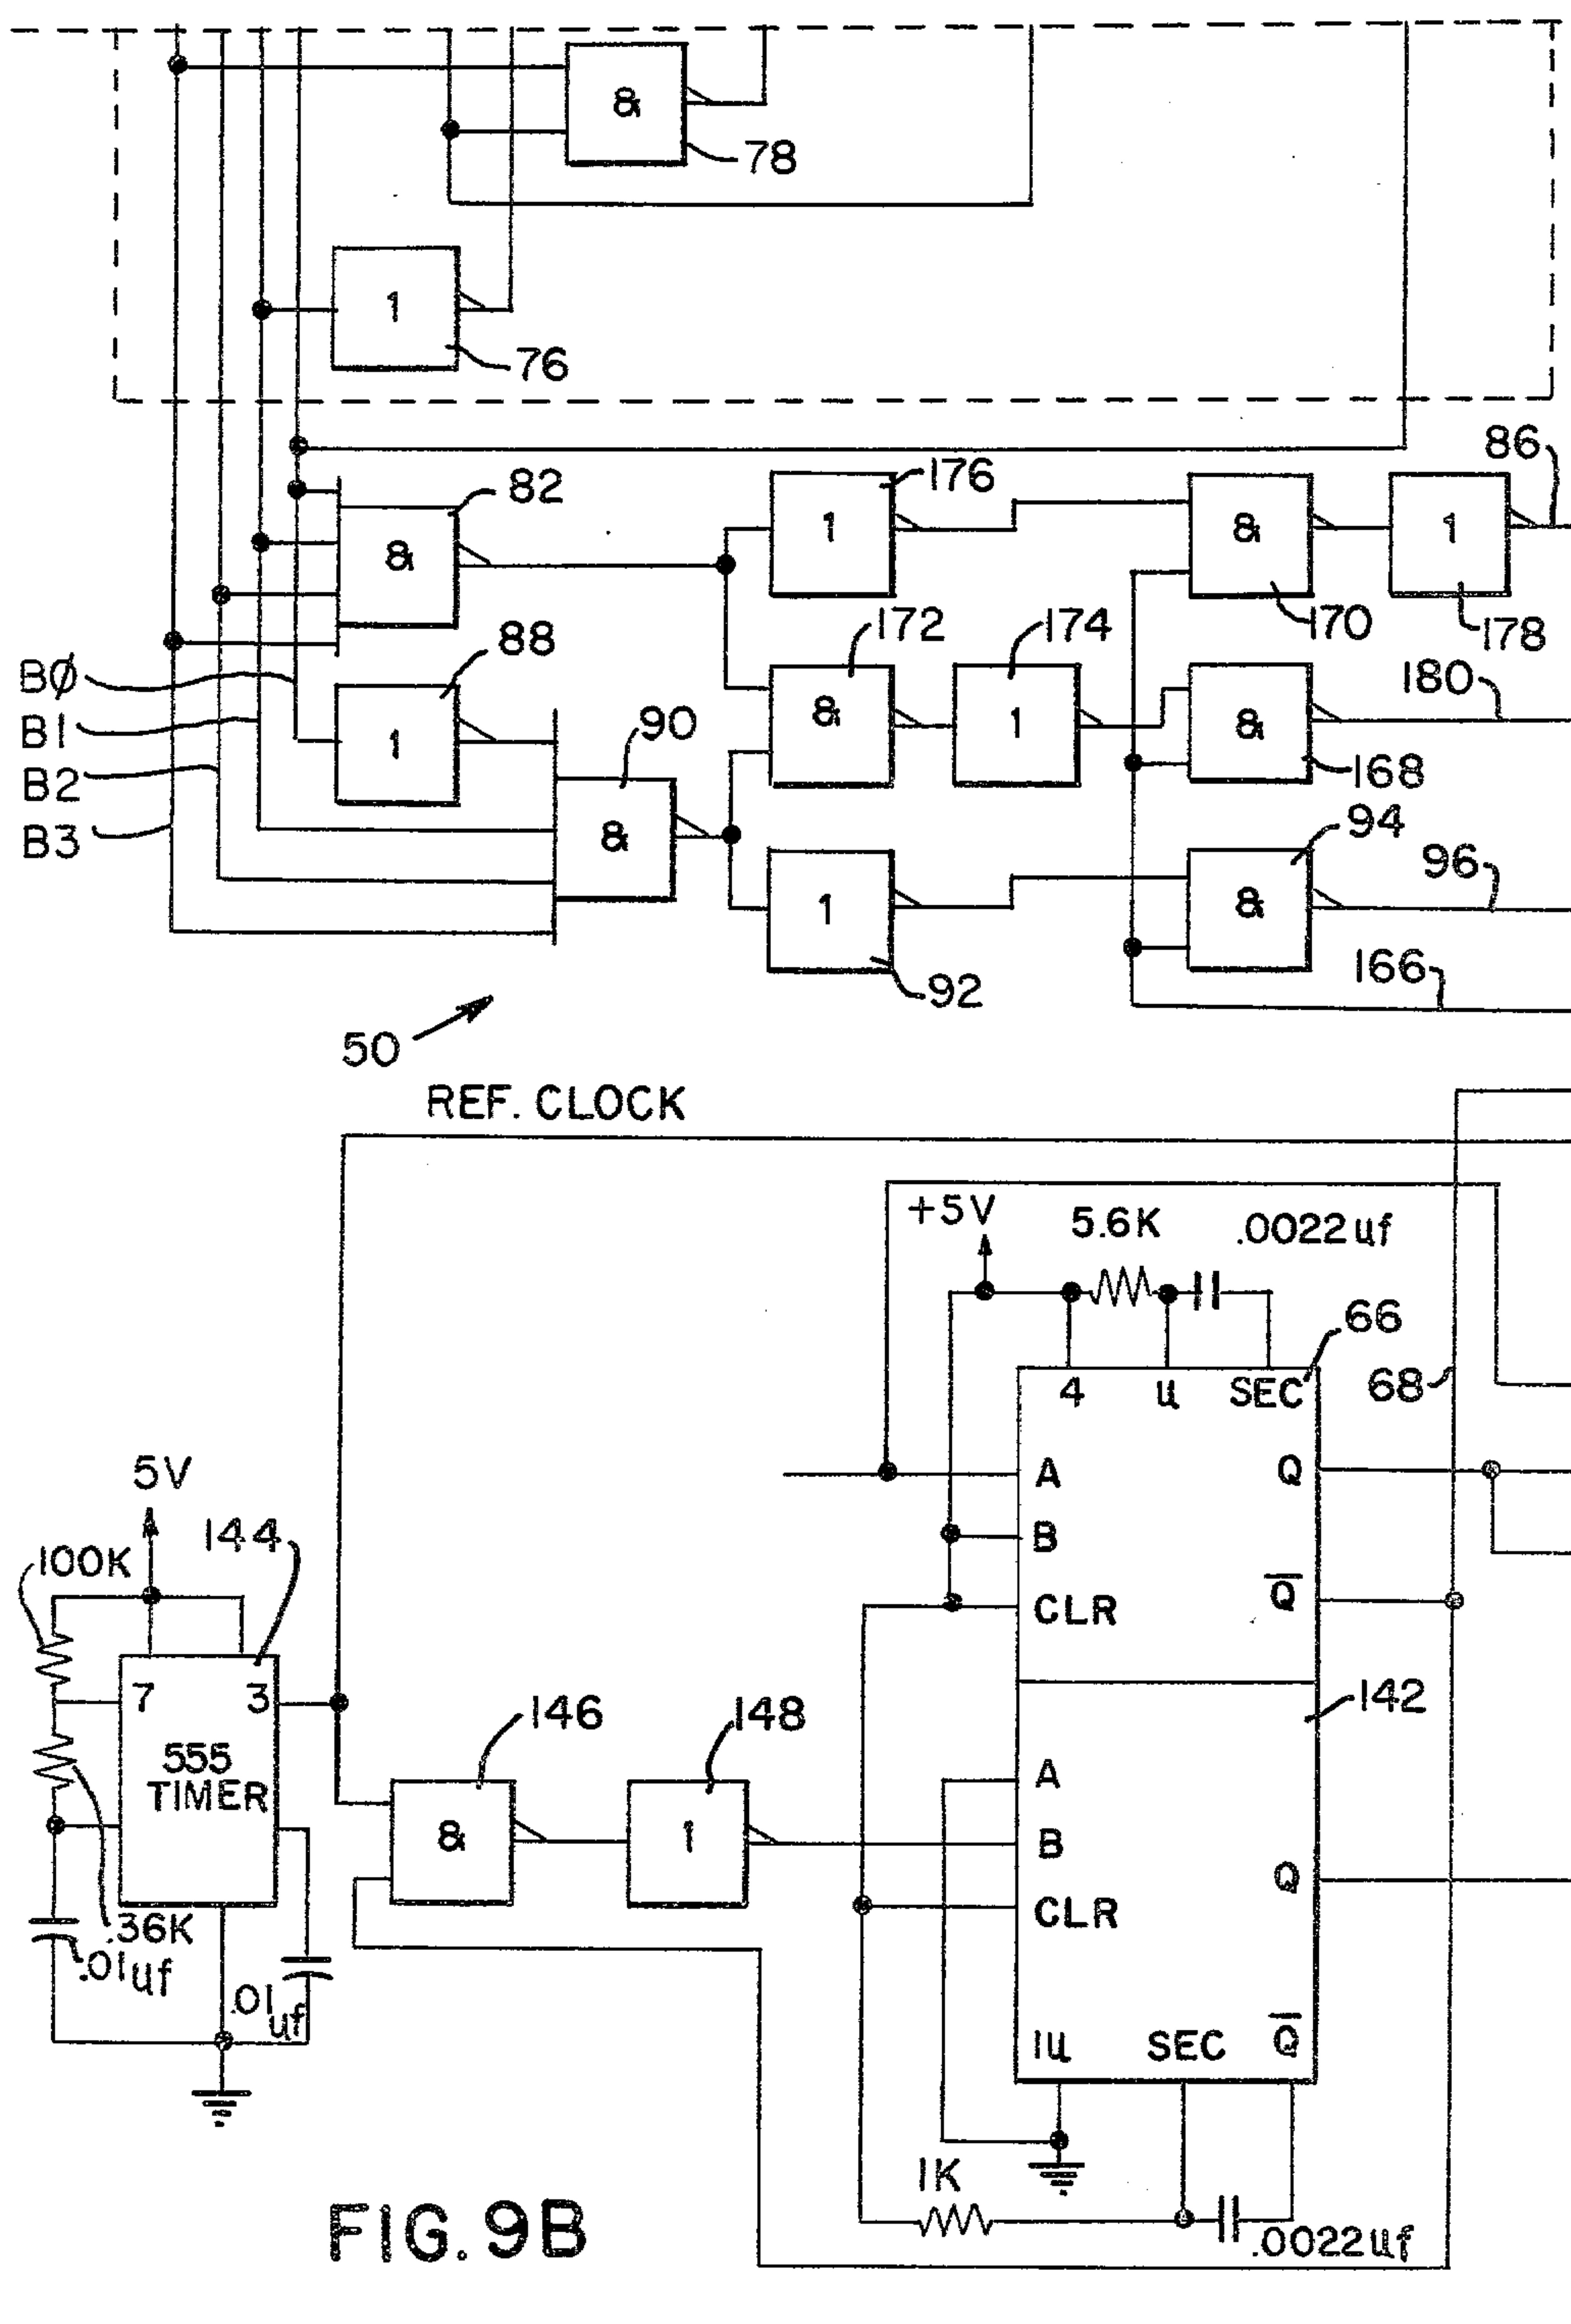 &
78
1
76
86
82
176
&
1
&
1
170
178
BØ
88
172
174
180
B1
1
90
&
1
&
168
B2
B3
&
94
96
1
&
92
166
50
REF. CLOCK
+5V
5.6K
.0022uf
66
4
u
SEC
68
A
Q
5V
144
100K
B
Q̅
CLR
7
3
142
146
148
555
TIMER
A
&
1
B
Q
CLR
.36K
.01uf
.01uf
1u
SEC
Q̅
1K
.0022uf
FIG. 9B